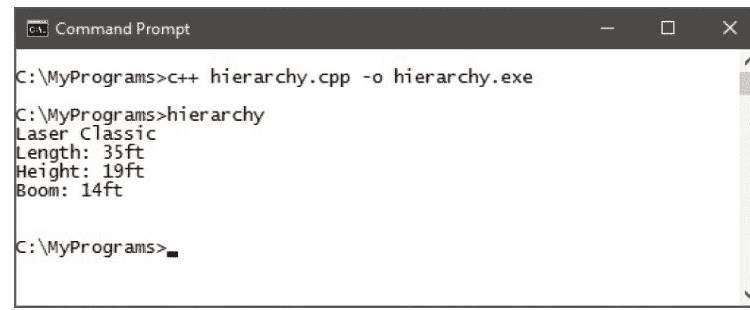 Command Prompt
C:\MyPrograms>c++ hierarchy.cpp -o hierarchy.exe
C:\MyPrograms>hierarchy
Laser Classic
Length: 35ft
Height: 19ft
Boom: 14ft
C:\MyPrograms>